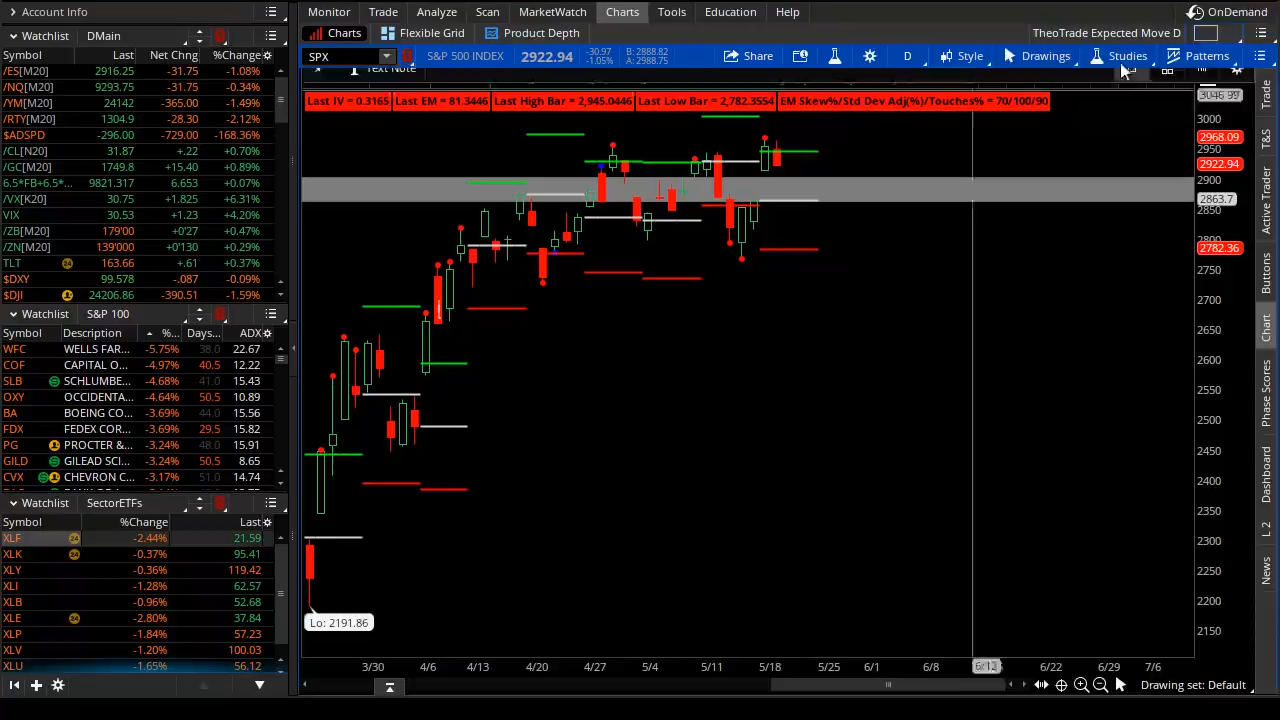 Account Info
Monitor Trade Analyze Scan MarketWatch Charts Tools Education Help
OnDemand
Watchlist DMain
Charts Flexible Grid Product Depth
TheoTrade Expected Move D
Symbol Last Net Chng %Change
SPX S&P 500 INDEX 2922.94 -30.97 -1.05% B: 2888.82 A: 2888.75 Share D Style Drawings Studies Patterns
Text Note
/ES[M20] 2916.25 -31.75 -1.08%
/NQ[M20] 9293.75 -31.75 -0.34%
/YM[M20] 24142 -365.00 -1.49%
/RTY[M20] 1304.9 -28.30 -2.12%
$ADSPD -296.00 -729.00 -168.36%
/CL[N20] 31.87 +.22 +0.70%
/GC[M20] 1749.8 +15.40 +0.89%
6.5*FB+6.5*... 9821.317 6.653 +0.07%
/VX[K20] 30.75 +1.825 +6.31%
VIX 30.53 +1.23 +4.20%
/ZB[M20] 179'00 +0'27 +0.47%
/ZN[M20] 139'000 +0'130 +0.29%
TLT 24 163.66 +.61 +0.37%
$DXY 99.578 -.087 -0.09%
$DJI 24206.86 -390.51 -1.59%
Last IV = 0.3165 Last EM = 81.3446 Last High Bar = 2,945.0446 Last Low Bar = 2,782.3554 EM Skew%/Std Dev Adj(%)/Touches% = 70/100/90
3046.99
3000
2968.09
2950
2922.94
2900
2863.7
2850
2800
2782.36
2750
2700
2650
2600
2550
2500
2450
2400
2350
2300
2250
2200
2150
Lo: 2191.86
Watchlist S&P 100
Symbol Description %... Days... ADX
WFC WELLS FAR... -5.75% 38.0 22.67
COF CAPITAL O... -4.97% 40.5 12.22
SLB SCHLUMBE... -4.68% 41.0 15.43
OXY OCCIDENTA... -4.64% 50.5 10.89
BA BOEING CO... -3.69% 44.0 15.56
FDX FEDEX COR... -3.69% 29.5 15.82
PG PROCTER &... -3.24% 48.0 15.91
GILD GILEAD SCI... -3.24% 50.5 8.65
CVX CHEVRON C... -3.17% 51.0 14.74
Watchlist SectorETFs
Symbol %Change Last
XLF 24 -2.44% 21.59
XLK 24 -0.37% 95.41
XLY -0.36% 119.42
XLI -1.28% 62.57
XLB -0.96% 52.68
XLE 24 -2.80% 37.84
XLP -1.84% 57.23
XLV -1.20% 100.03
XLU -1.65% 56.12
3/30 4/6 4/13 4/20 4/27 5/4 5/11 5/18 5/25 6/1 6/8 6/12 6/22 6/29 7/6
Drawing set: Default
Trade
T&S
Active Trader
Buttons
Chart
Phase Scores
Dashboard
L 2
News